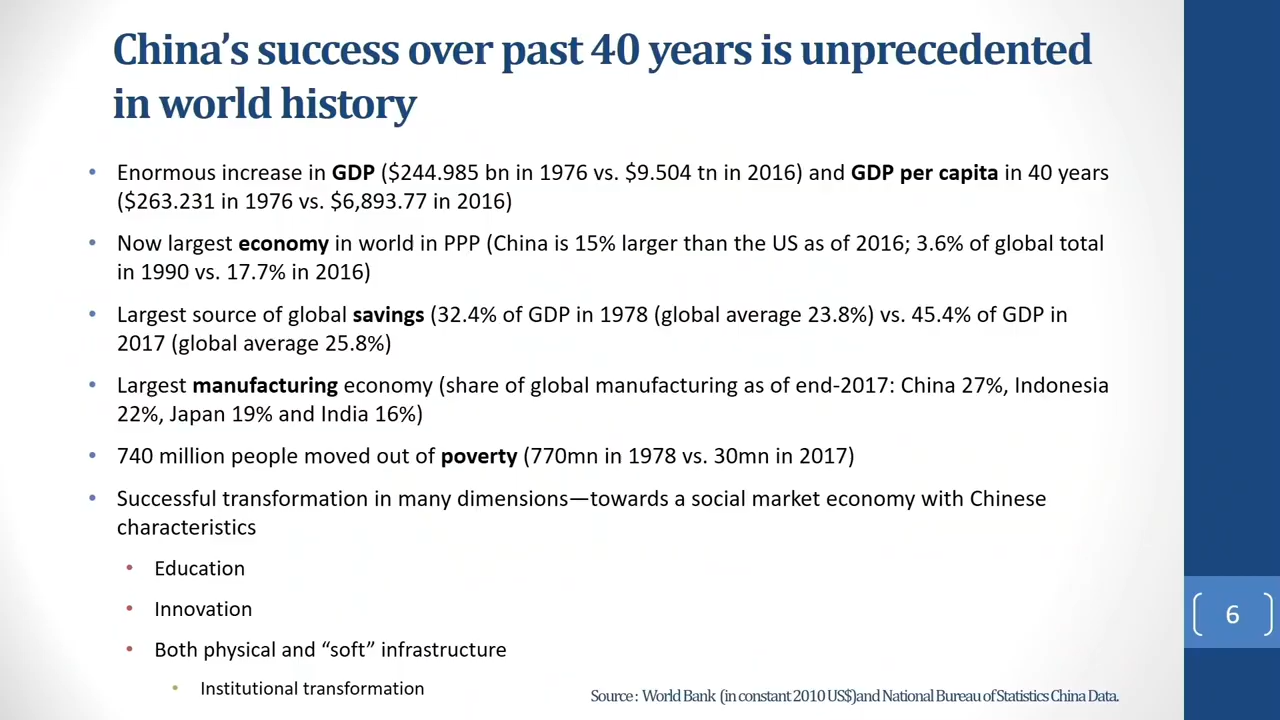 China’s success over past 40 years is unprecedented
in world history
• Enormous increase in GDP ($244.985 bn in 1976 vs. $9.504 tn in 2016) and GDP per capita in 40 years
($263.231 in 1976 vs. $6,893.77 in 2016)
• Now largest economy in world in PPP (China is 15% larger than the US as of 2016; 3.6% of global total
in 1990 vs. 17.7% in 2016)
• Largest source of global savings (32.4% of GDP in 1978 (global average 23.8%) vs. 45.4% of GDP in
2017 (global average 25.8%)
• Largest manufacturing economy (share of global manufacturing as of end-2017: China 27%, Indonesia
22%, Japan 19% and India 16%)
• 740 million people moved out of poverty (770mn in 1978 vs. 30mn in 2017)
• Successful transformation in many dimensions—towards a social market economy with Chinese
characteristics
• Education
• Innovation
• Both physical and “soft” infrastructure
• Institutional transformation
Source : World Bank (in constant 2010 US$)and National Bureau of Statistics China Data.
6